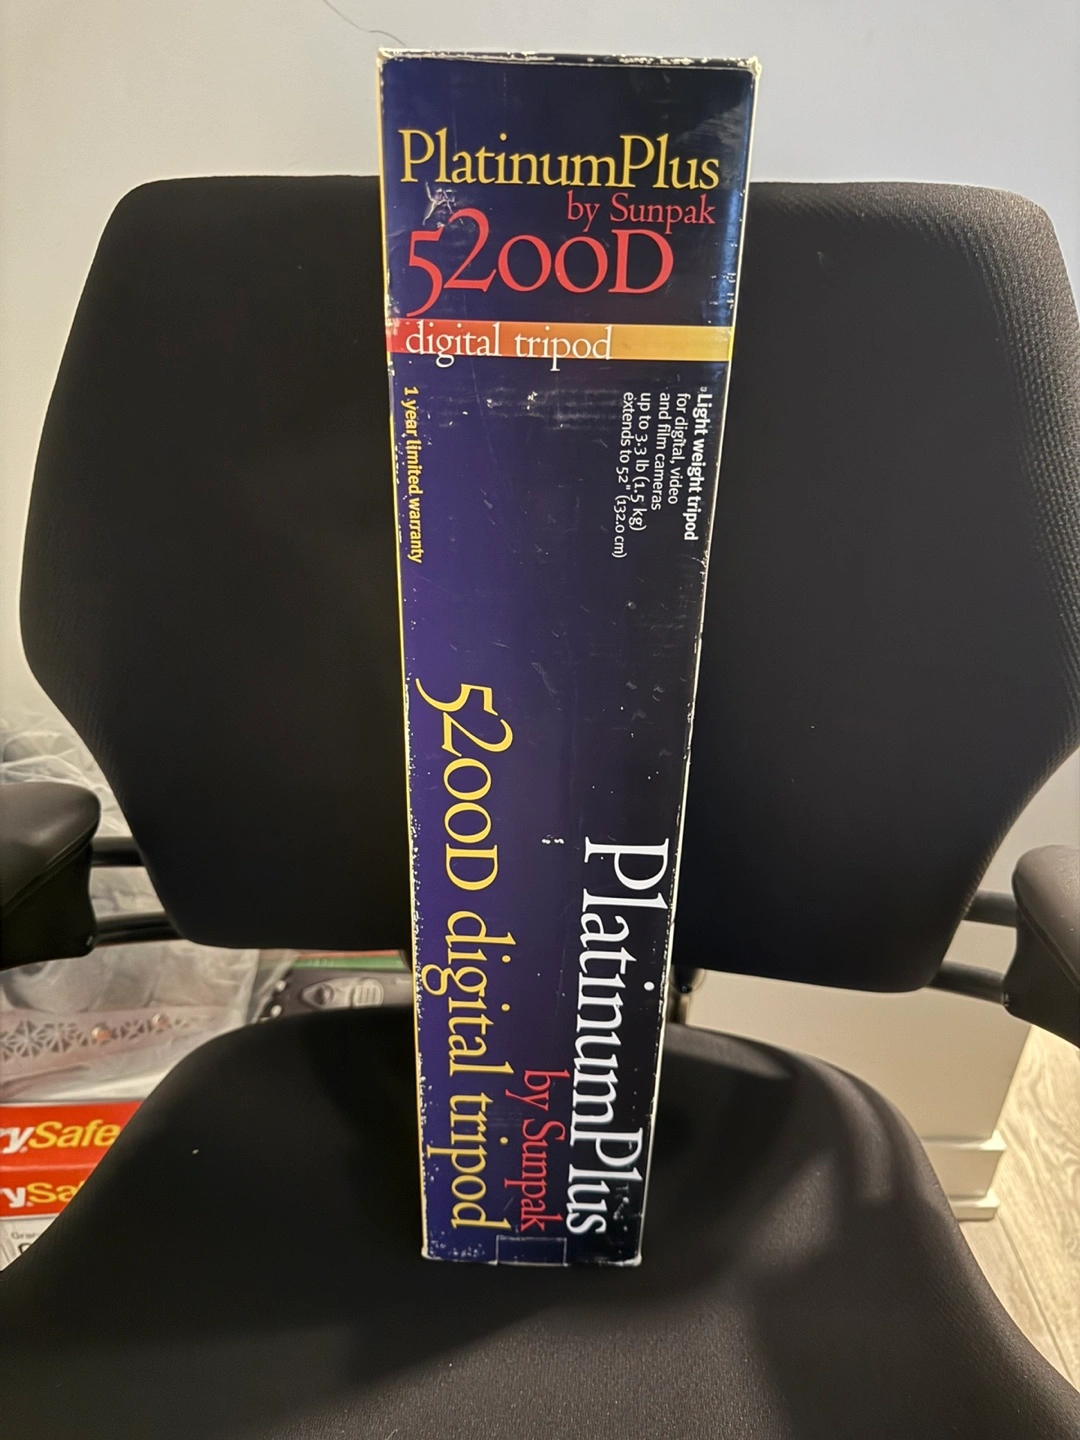 PlatinumPlus
by Sunpak
5200D
digital tripod
Light weight tripod
for digital, video
and film cameras
up to 3.3 lb (1.5 kg)
extends to 52" (132.0 cm)
1 year limited warranty
PlatinumPlus
by Sunpak
5200D digital tripod
rySafe